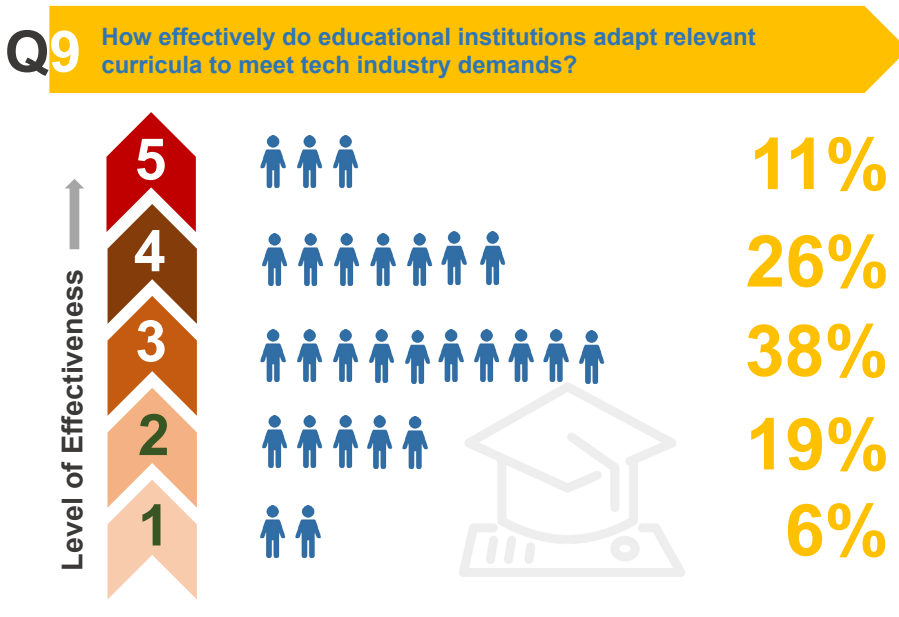 Q9
How effectively do educational institutions adapt relevant
curricula to meet tech industry demands?
Level of Effectiveness
5
11%
4
26%
3
38%
2
19%
1
6%